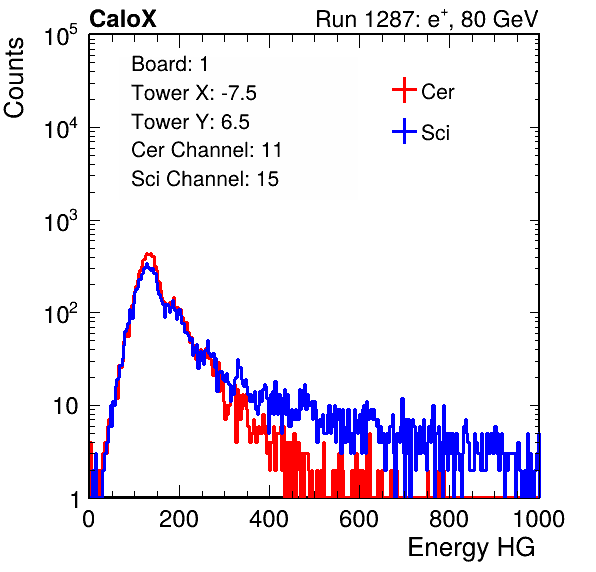 CaloX Run 1287: e⁺, 80 GeV
Counts
10⁵
10⁴
10³
10²
10
1
Board: 1
Tower X: -7.5
Tower Y: 6.5
Cer Channel: 11
Sci Channel: 15
Cer
Sci
0 200 400 600 800 1000
Energy HG